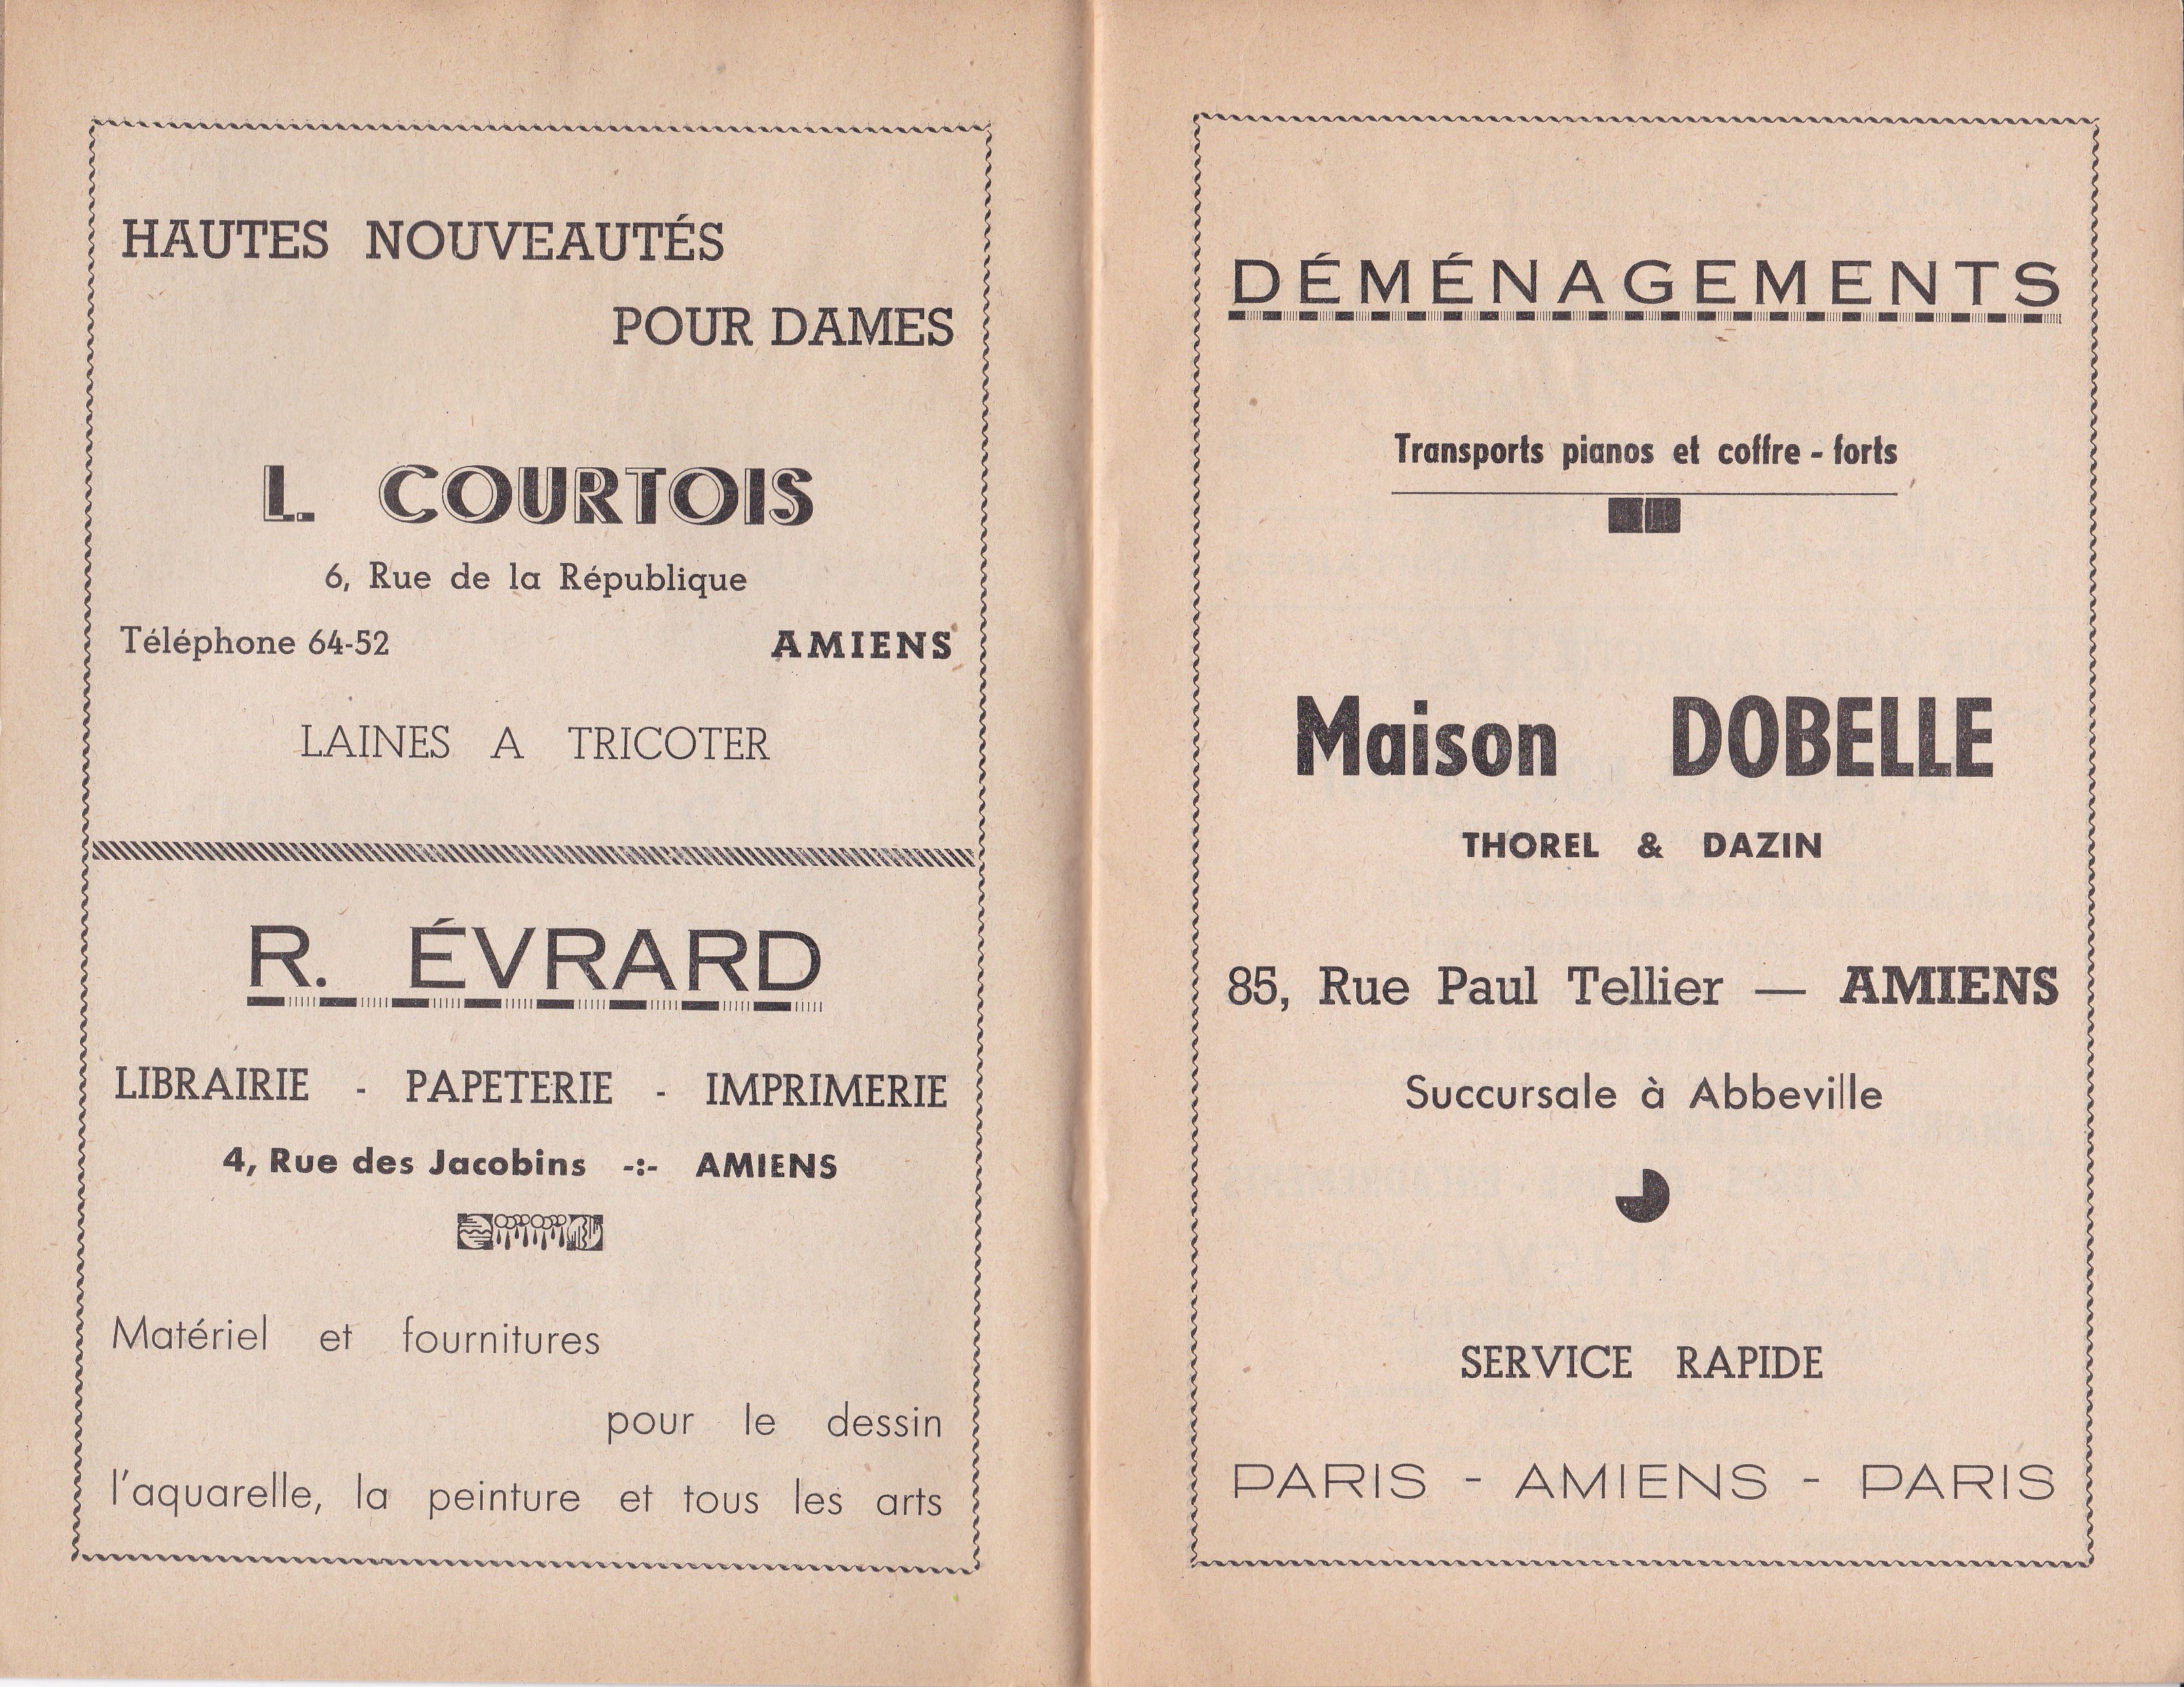 HAUTES NOUVEAUTÉS
POUR DAMES
L. COURTOIS
6, Rue de la République
Téléphone 64-52 AMIENS
LAINES A TRICOTER
R. ÉVRARD
LIBRAIRIE - PAPETERIE - IMPRIMERIE
4, Rue des Jacobins -:- AMIENS
Matériel et fournitures
pour le dessin
l'aquarelle, la peinture et tous les arts
DÉMÉNAGEMENTS
Transports pianos et coffre - forts
Maison DOBELLE
THOREL & DAZIN
85, Rue Paul Tellier — AMIENS
Succursale à Abbeville
SERVICE RAPIDE
PARIS - AMIENS - PARIS